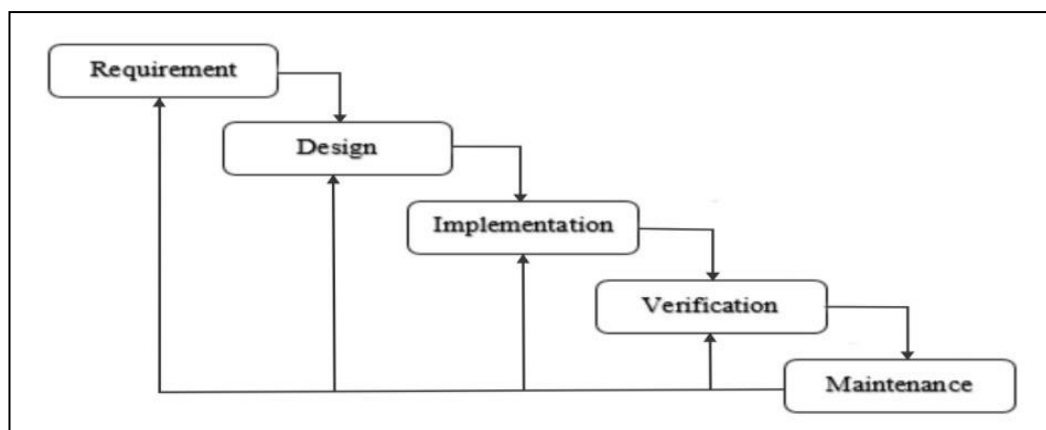 Requirement
Design
Implementation
Verification
Maintenance